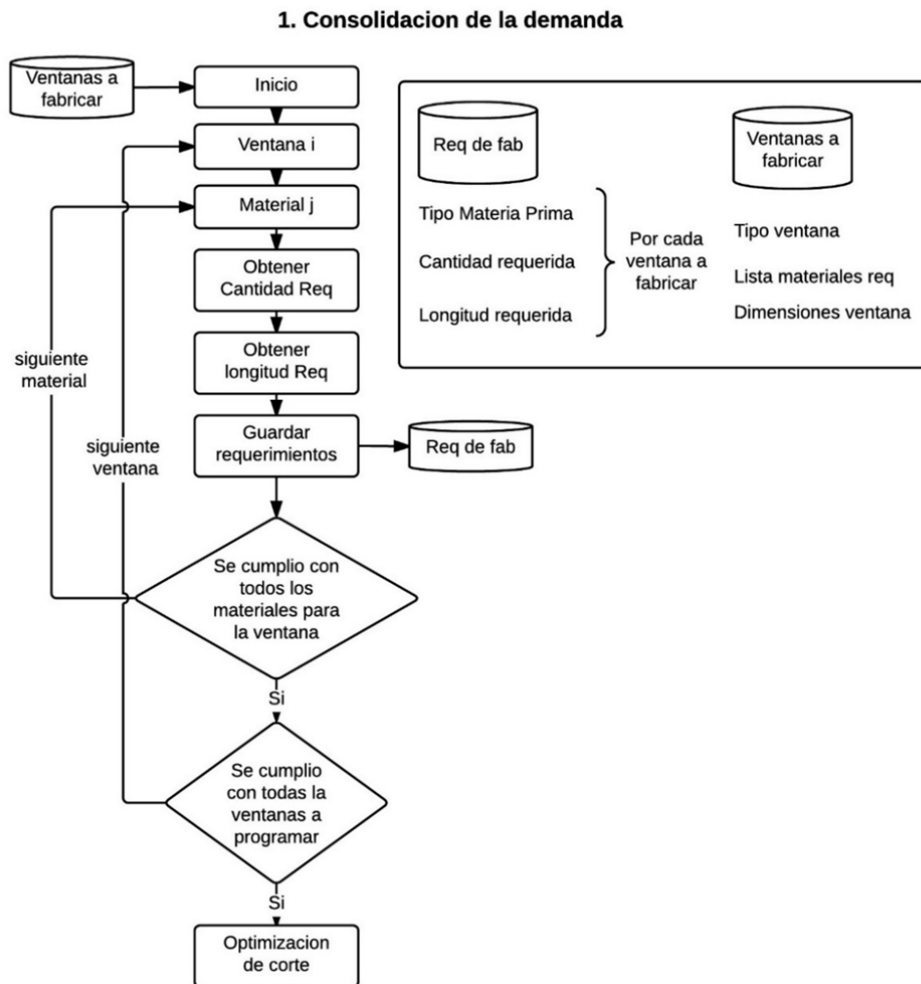 1. Consolidacion de la demanda
Ventanas a
fabricar
Inicio
Ventana i
Material j
Obtener
Cantidad Req
Obtener
longitud Req
Guardar
requerimientos
Req de fab
siguiente
material
siguiente
ventana
Se cumplio con
todos los
materiales para
la ventana
Si
Se cumplio
con todas la
ventanas a
programar
Si
Optimizacion
de corte
Req de fab
Tipo Materia Prima
Cantidad requerida
Longitud requerida
Por cada
ventana a
fabricar
Ventanas a
fabricar
Tipo ventana
Lista materiales req
Dimensiones ventana